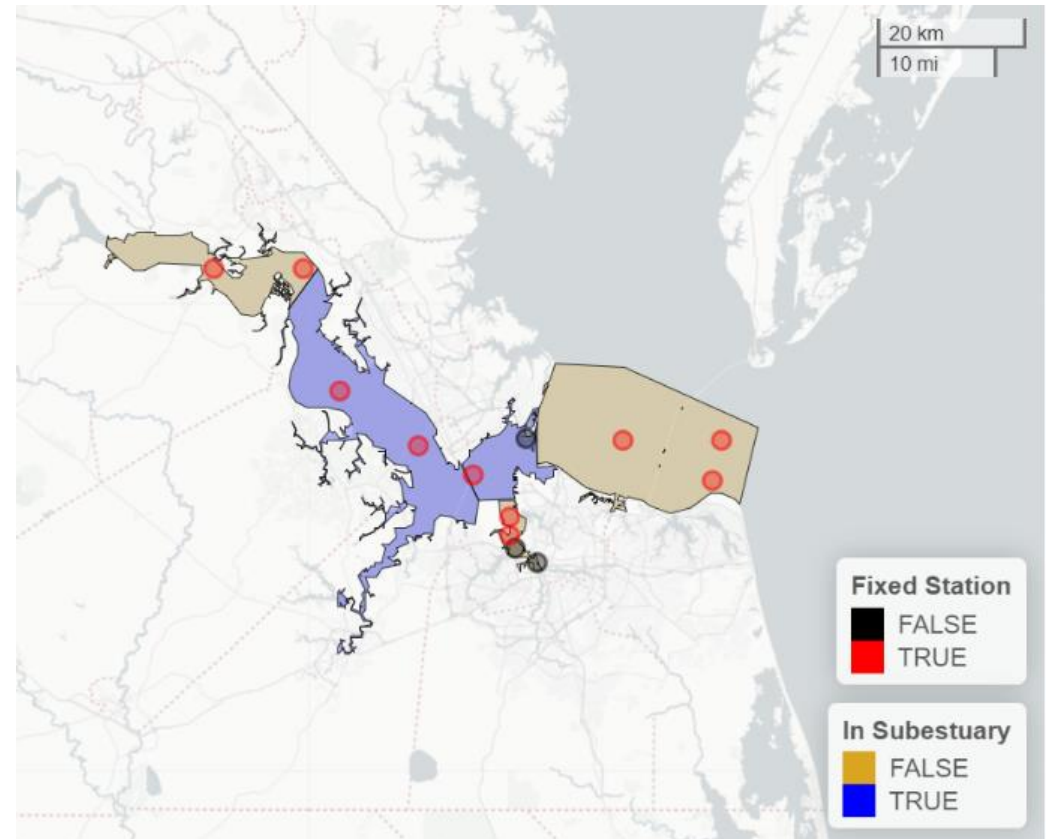 20 km
10 mi
Fixed Station
FALSE
TRUE
In Subestuary
FALSE
TRUE